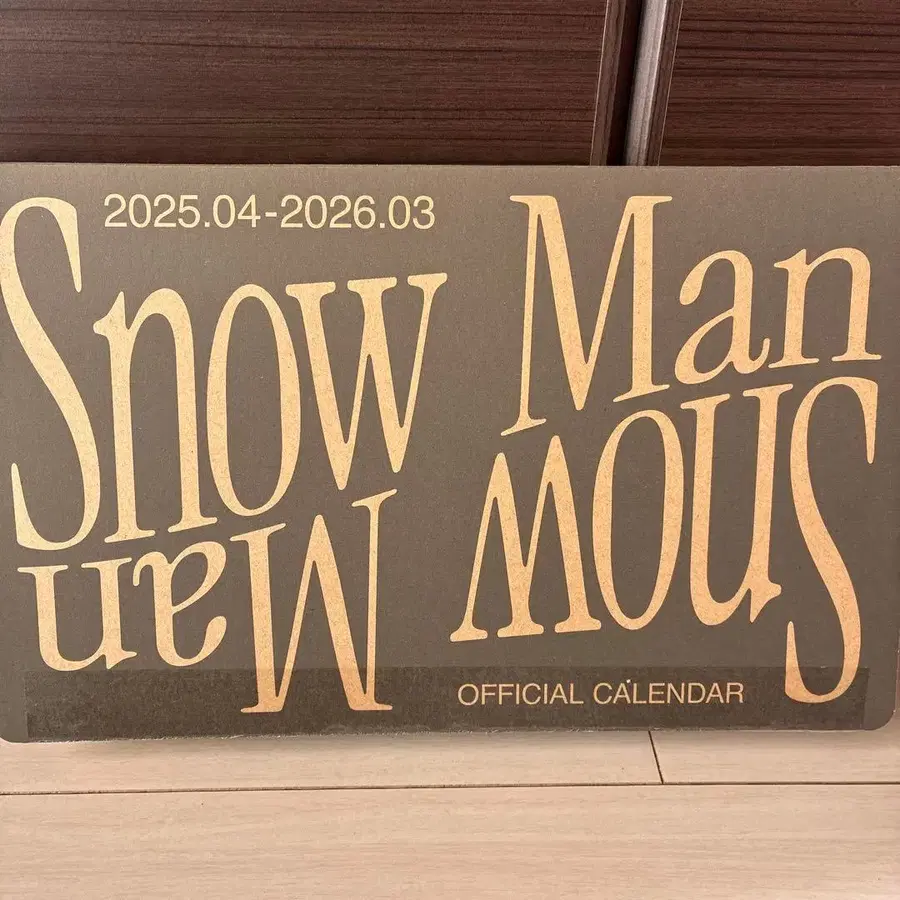 2025.04-2026.03
Snow Man
Snow Man
OFFICIAL CALENDAR